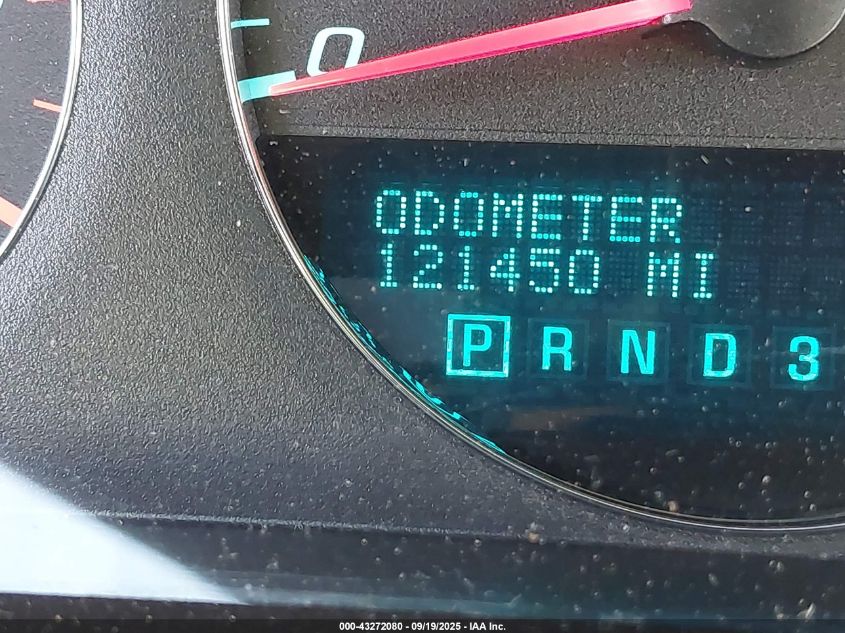 0
ODOMETER
121450 MI
P R N D 3
000-43272080 - 09/19/2025 - IAA Inc.